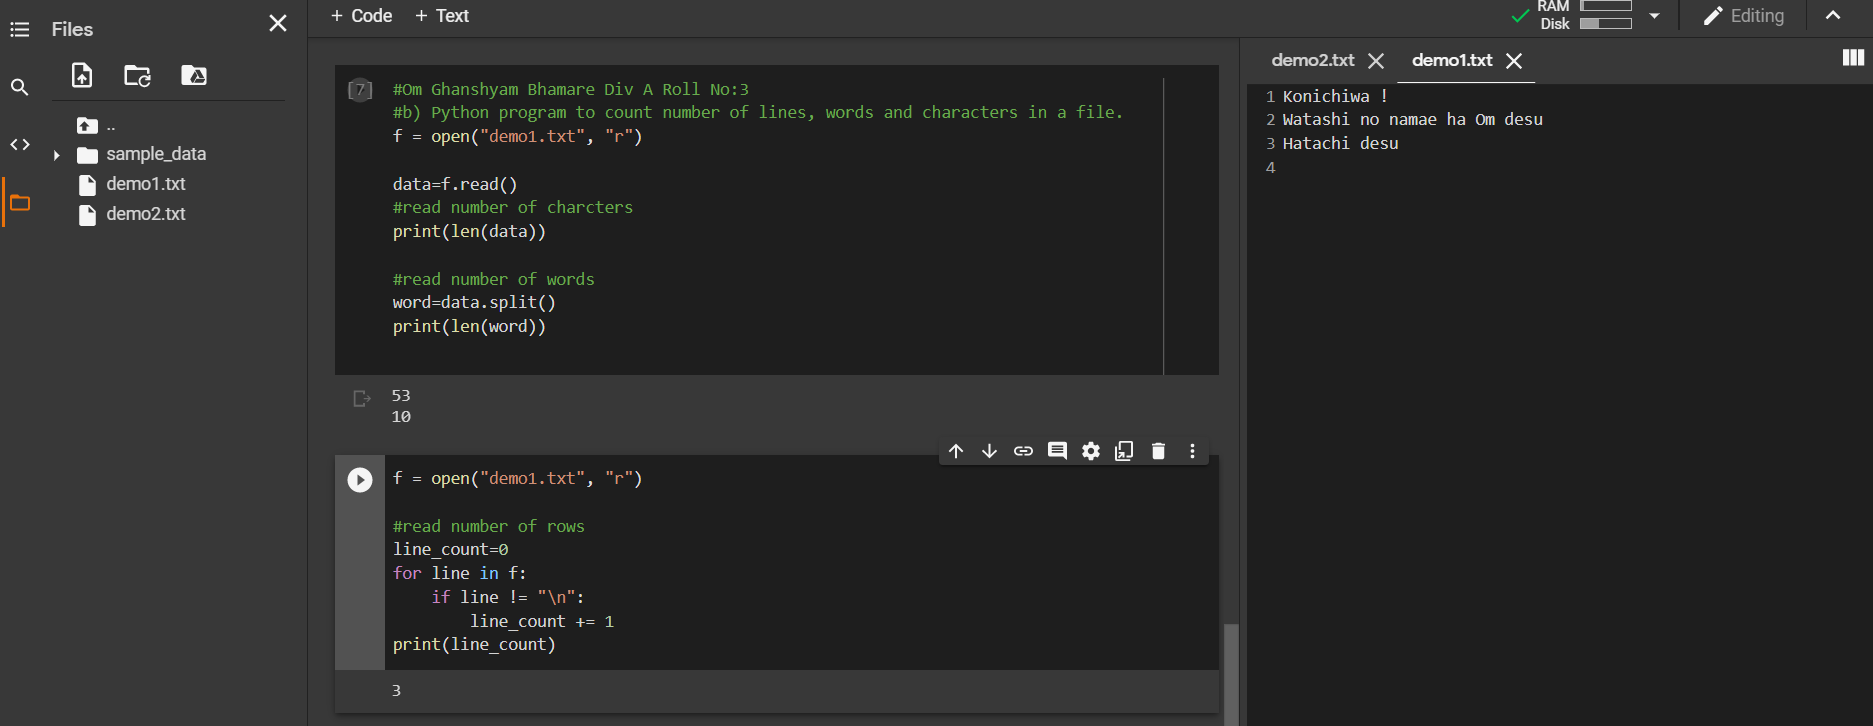 Files
..
sample_data
demo1.txt
demo2.txt
+ Code + Text
RAM
Disk
Editing
[7]
#Om Ghanshyam Bhamare Div A Roll No:3
#b) Python program to count number of lines, words and characters in a file.
f = open("demo1.txt", "r")
data=f.read()
#read number of charcters
print(len(data))
#read number of words
word=data.split()
print(len(word))
53
10
f = open("demo1.txt", "r")
#read number of rows
line_count=0
for line in f:
if line != "\n":
line_count += 1
print(line_count)
3
demo2.txt demo1.txt
1 Konichiwa !
2 Watashi no namae ha Om desu
3 Hatachi desu
4